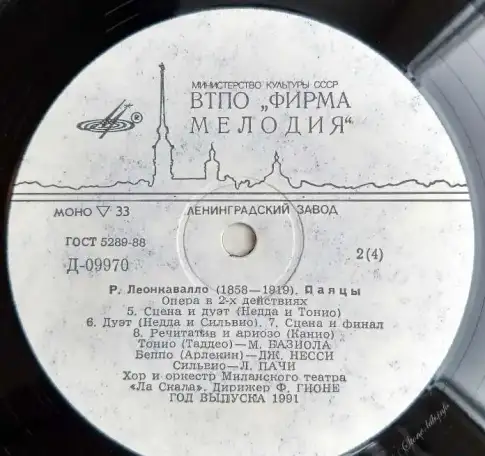 МИНИСТЕРСТВО КУЛЬТУРЫ СССР
ВТПО „ФИРМА
МЕЛОДИЯ“
®
МОНО ▽ 33
ЛЕНИНГРАДСКИЙ ЗАВОД
ГОСТ 5289-88
Д-09970
2(4)
Р. Леонкавалло (1858—1919). Паяцы
Опера в 2-х действиях
5. Сцена и дуэт (Недда и Тонио)
6. Дуэт (Недда и Сильвио). 7. Сцена и финал
8. Речитатив и ариозо (Канио)
Тонио (Таддео)—М. БАЗИОЛА
Беппо (Арлекин)—ДЖ. НЕССИ
Сильвио—Л. ПАЧИ
Хор и оркестр Миланского театра
«Ла Скала». Дирижер Ф. ГИОНЕ
ГОД ВЫПУСКА 1991